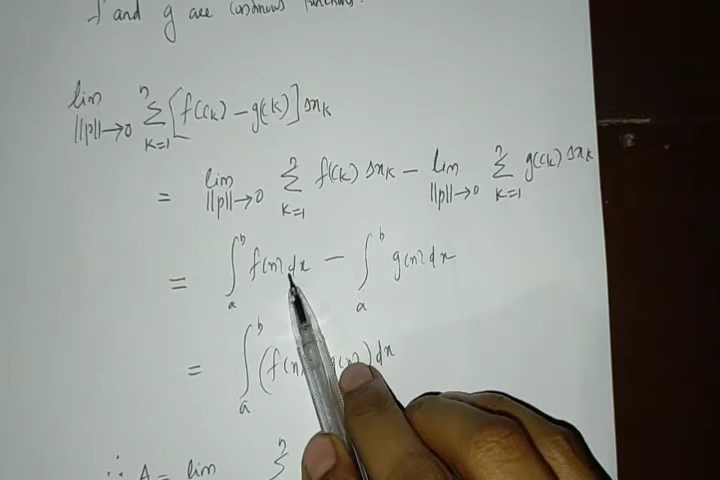 f and g are continuous functions.
lim ||p||→0 n Σ k=1 [f(ck) - g(ck)] Δxk
= lim ||p||→0 n Σ k=1 f(ck) Δxk - lim ||p||→0 n Σ k=1 g(ck) Δxk
= ∫ a b f(x) dx - ∫ a b g(x) dx
= ∫ a b (f(x) g(x)) dx
∴ A = lim n Σ